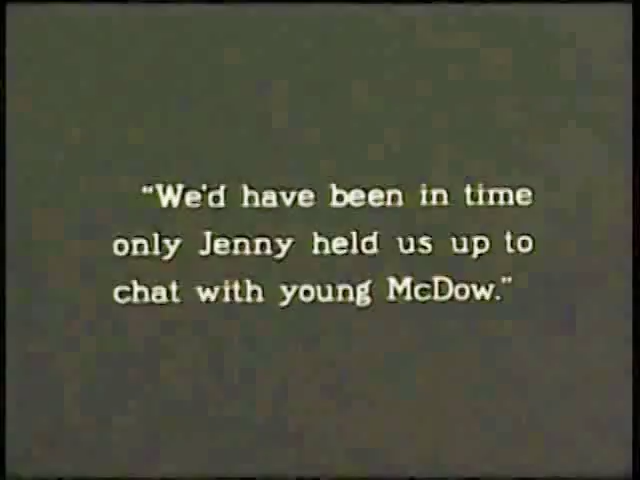 "We'd have been in time
only Jenny held us up to
chat with young McDow."